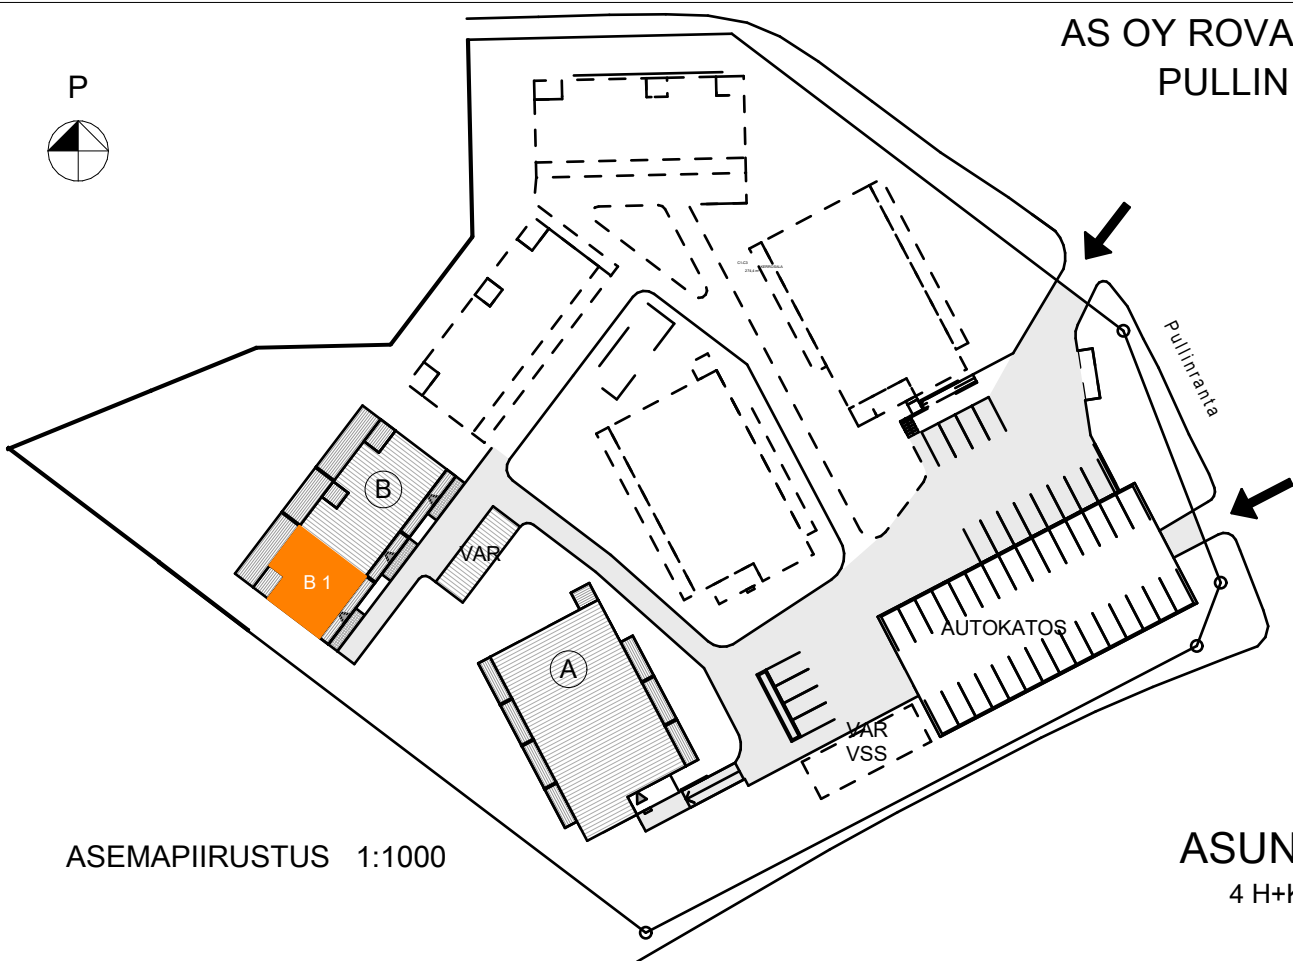 AS OY ROVA
PULLIN
P
Pullinranta
B
B 1
VAR
A
AUTOKATOS
VAR
VSS
ASEMAPIIRUSTUS 1:1000
ASUN
4 H+K